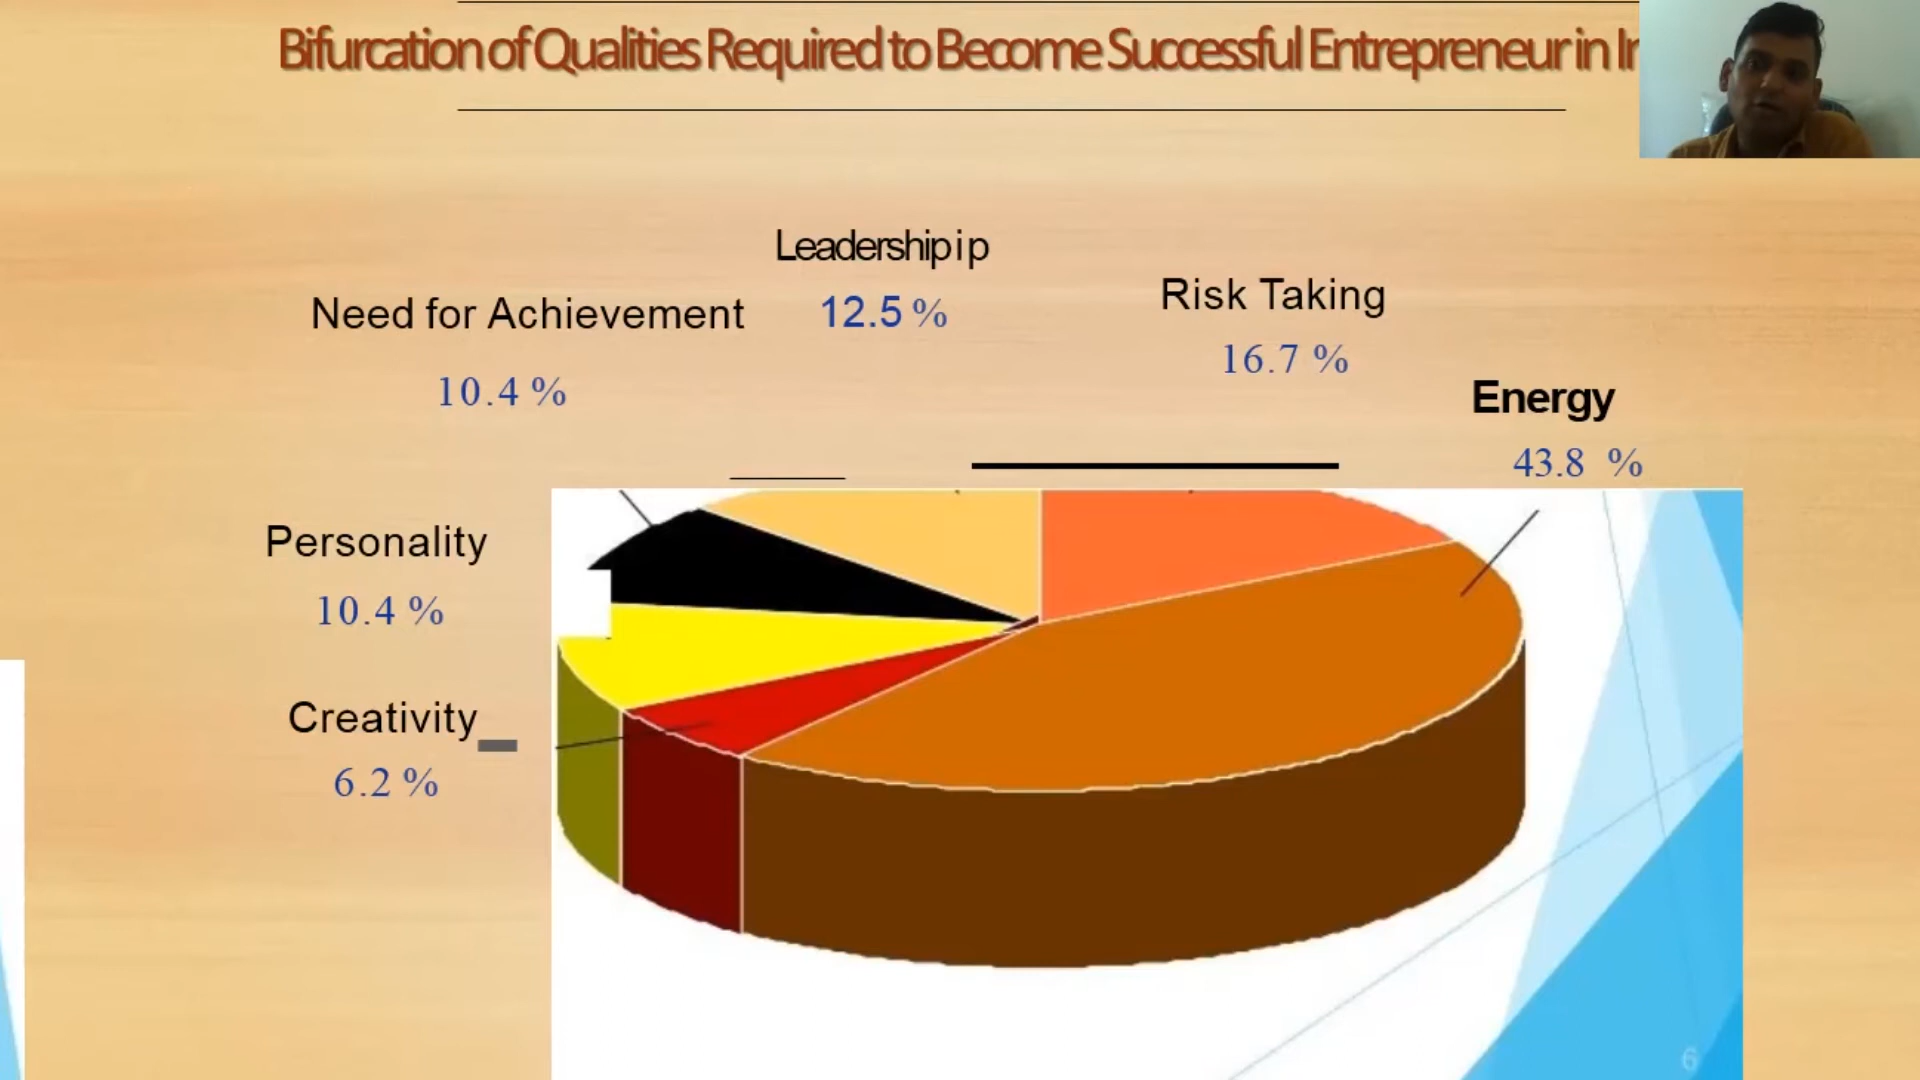 Bifurcation of Qualities Required to Become Successful Entrepreneur in
Leadershipip
12.5 %
Need for Achievement
10.4 %
Risk Taking
16.7 %
Energy
43.8 %
Personality
10.4 %
Creativity
6.2 %
6